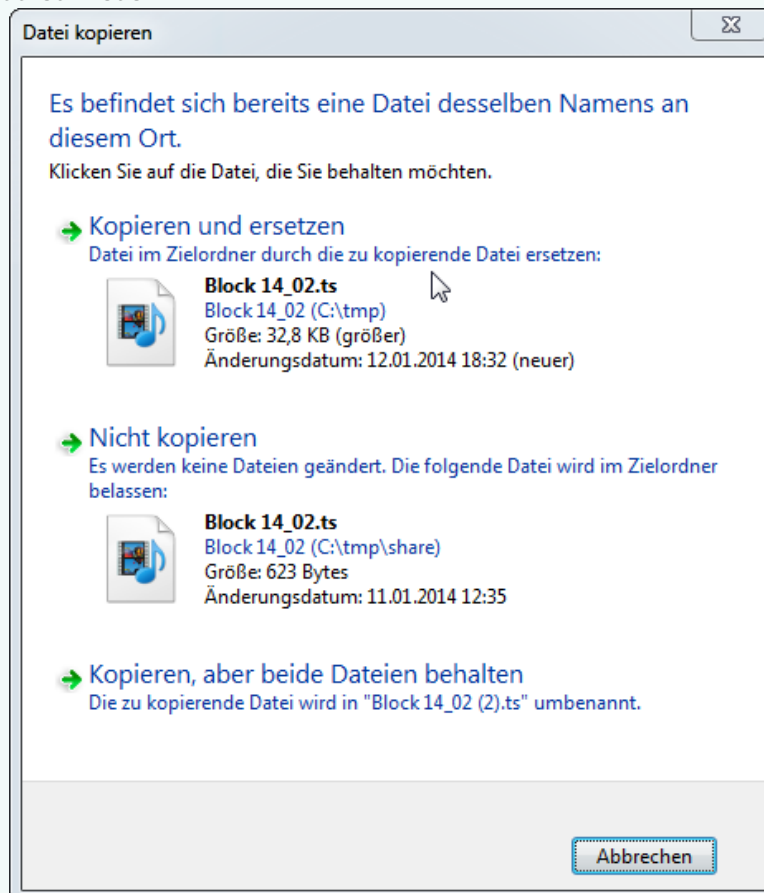 Datei kopieren
Es befindet sich bereits eine Datei desselben Namens an
diesem Ort.
Klicken Sie auf die Datei, die Sie behalten möchten.
Kopieren und ersetzen
Datei im Zielordner durch die zu kopierende Datei ersetzen:
Block 14_02.ts
Block 14_02 (C:\tmp)
Größe: 32,8 KB (größer)
Änderungsdatum: 12.01.2014 18:32 (neuer)
Nicht kopieren
Es werden keine Dateien geändert. Die folgende Datei wird im Zielordner
belassen:
Block 14_02.ts
Block 14_02 (C:\tmp\share)
Größe: 623 Bytes
Änderungsdatum: 11.01.2014 12:35
Kopieren, aber beide Dateien behalten
Die zu kopierende Datei wird in "Block 14_02 (2).ts" umbenannt.
Abbrechen